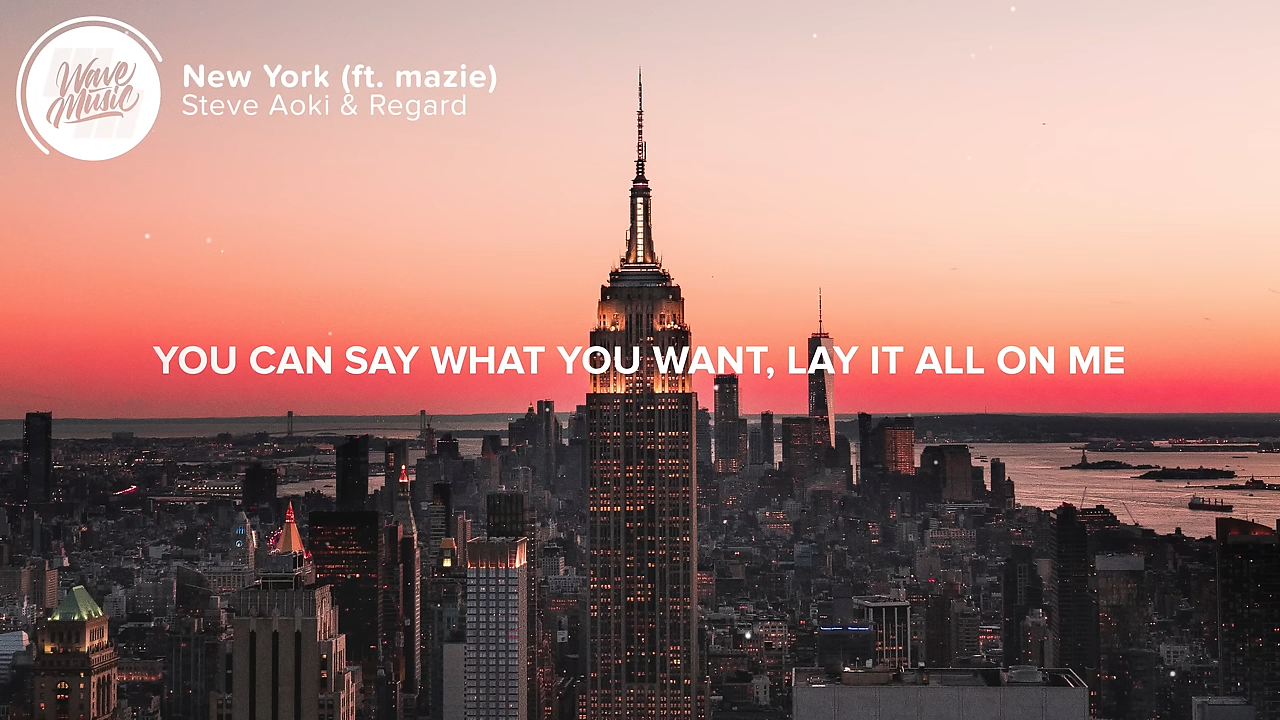 Wave
Music
New York (ft. mazie)
Steve Aoki & Regard
YOU CAN SAY WHAT YOU WANT, LAY IT ALL ON ME